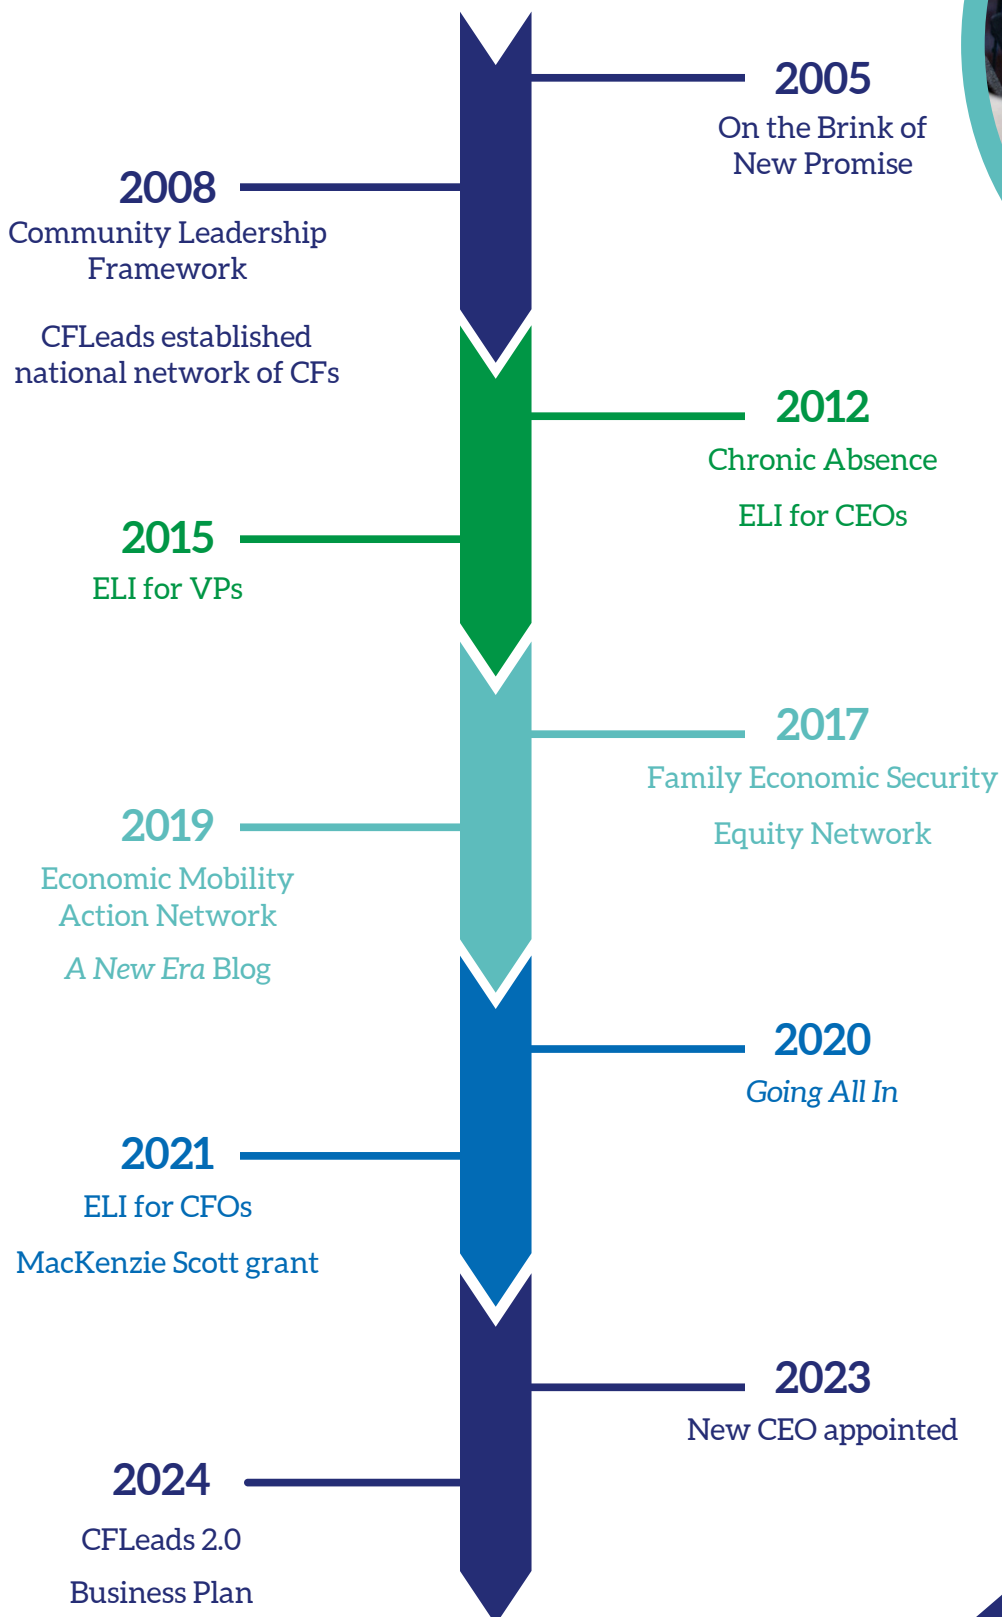 2005
On the Brink of
New Promise
2008
Community Leadership
Framework
CFLeads established
national network of CFs
2012
Chronic Absence
ELI for CEOs
2015
ELI for VPs
2017
Family Economic Security
Equity Network
2019
Economic Mobility
Action Network
A New Era Blog
2020
Going All In
2021
ELI for CFOs
MacKenzie Scott grant
2023
New CEO appointed
2024
CFLeads 2.0
Business Plan